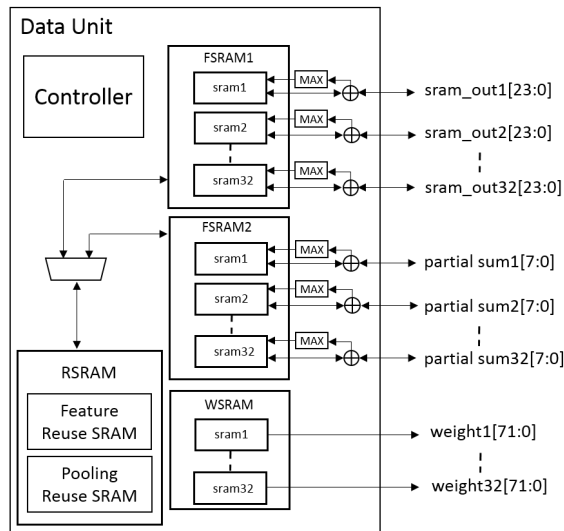 Data Unit
Controller
FSRAM1
sram1
MAX
sram_out1[23:0]
sram2
MAX
sram_out2[23:0]
sram32
MAX
sram_out32[23:0]
FSRAM2
sram1
MAX
partial sum1[7:0]
sram2
MAX
partial sum2[7:0]
sram32
MAX
partial sum32[7:0]
RSRAM
Feature
Reuse SRAM
Pooling
Reuse SRAM
WSRAM
sram1
weight1[71:0]
sram32
weight32[71:0]